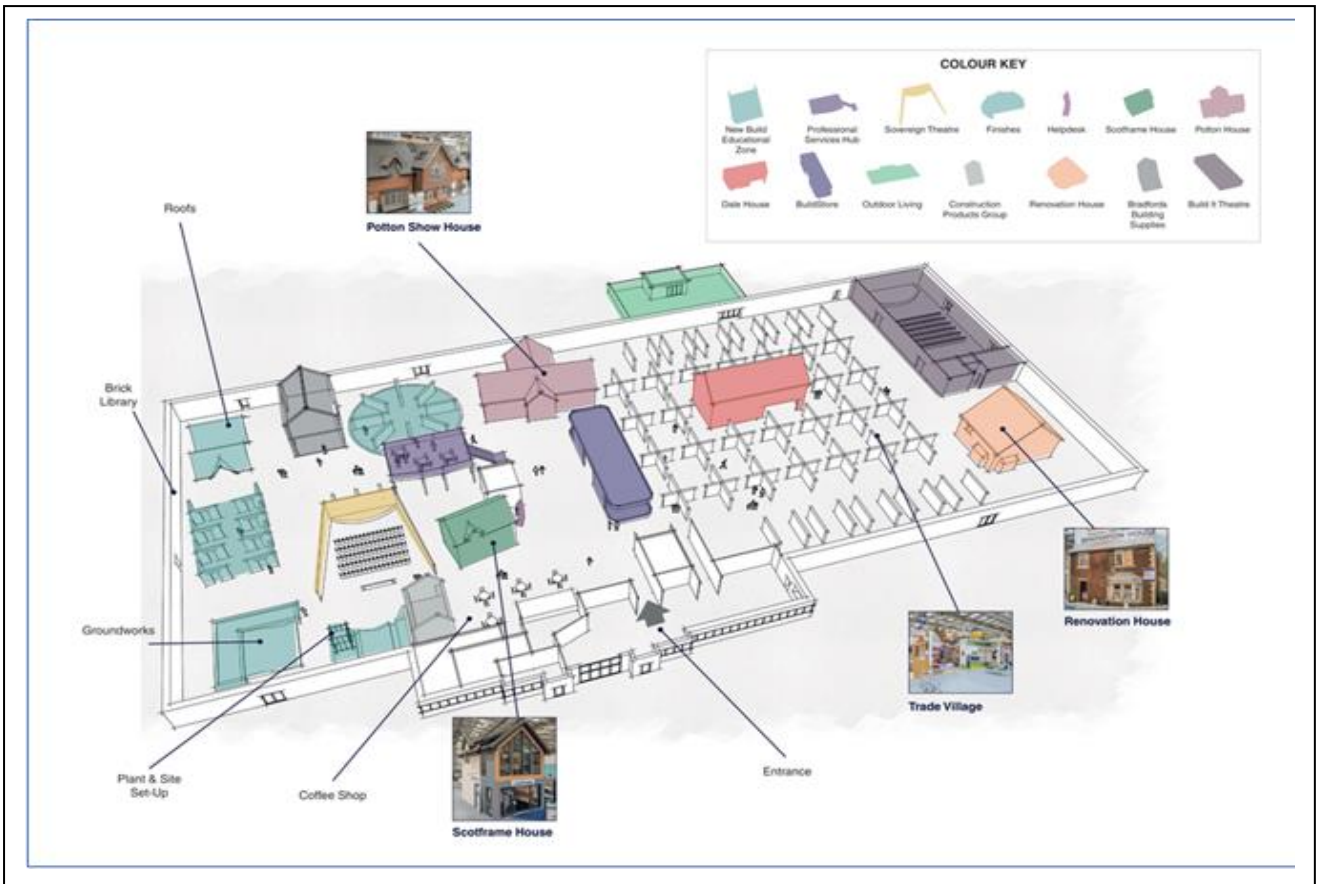 COLOUR KEY
New Build
Educational
Zone
Professional
Services Hub
Sovereign Theatre
Finishes
Helpdesk
Scotframe House
Potton House
Dale House
BuildStore
Outdoor Living
Construction
Products Group
Renovation House
Bradfords
Building
Supplies
Build It Theatre
Potton Show House
Roofs
Brick
Library
Groundworks
Plant & Site
Set-Up
Coffee Shop
Scotframe House
Entrance
Trade Village
Renovation House